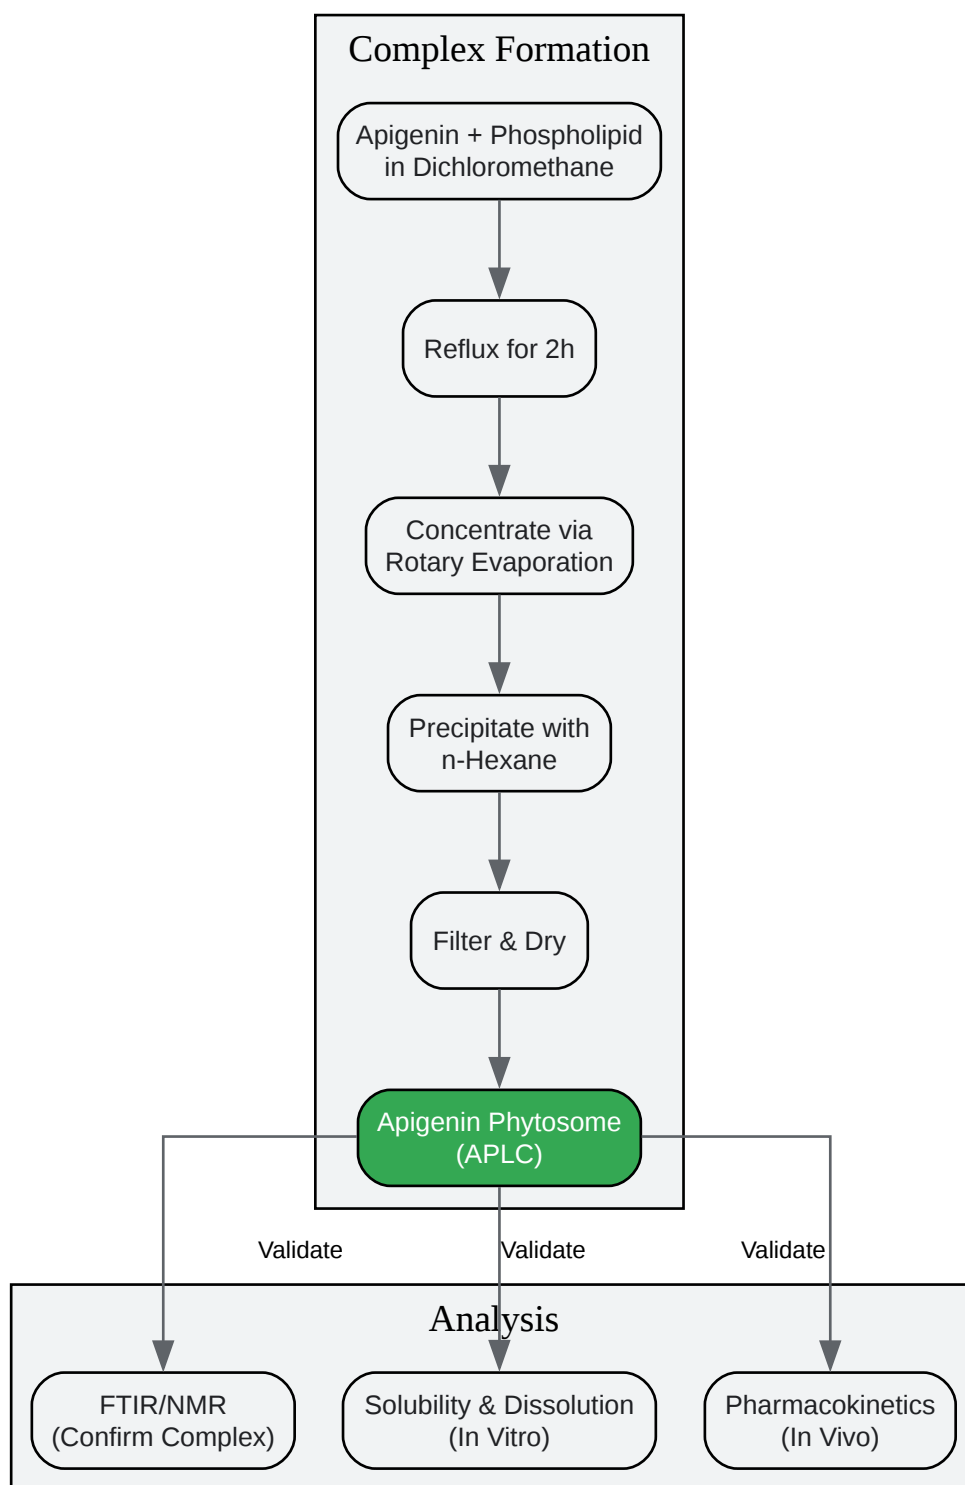 Complex Formation
Apigenin + Phospholipid
in Dichloromethane
Reflux for 2h
Concentrate via
Rotary Evaporation
Precipitate with
n-Hexane
Filter & Dry
Apigenin Phytosome
(APLC)
Validate
Validate
Validate
Analysis
FTIR/NMR
(Confirm Complex)
Solubility & Dissolution
(In Vitro)
Pharmacokinetics
(In Vivo)